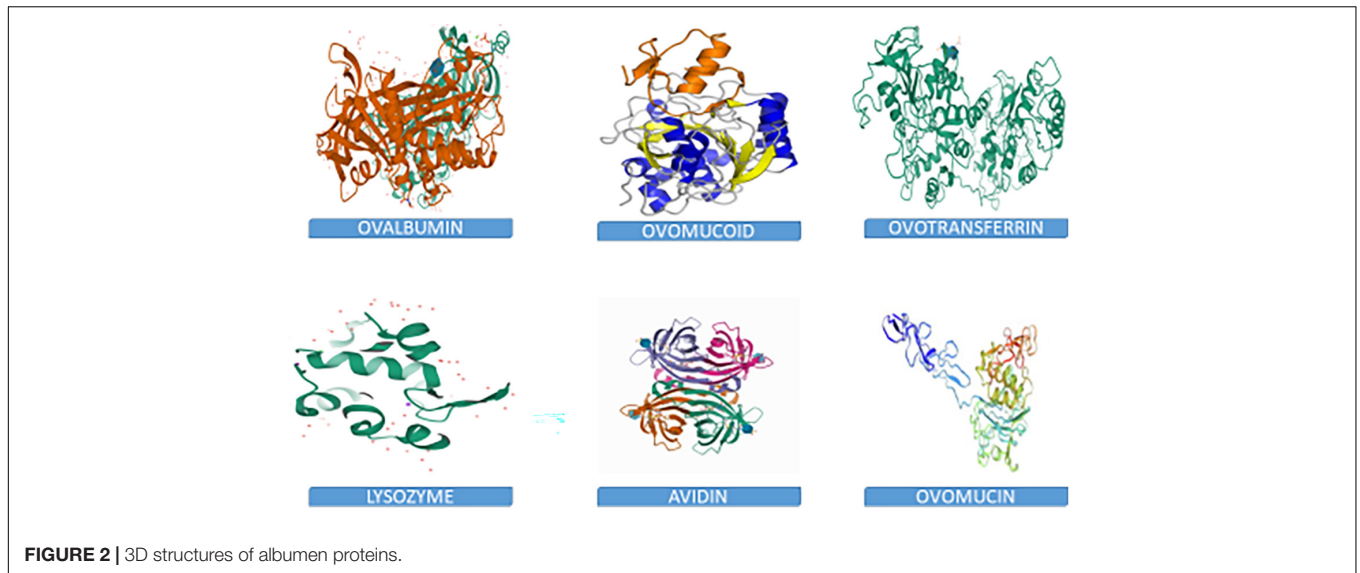 OVALBUMIN
OVOMUCOID
OVOTRANSFERRIN
LYSOZYME
AVIDIN
OVOMUCIN
FIGURE 2 | 3D structures of albumen proteins.